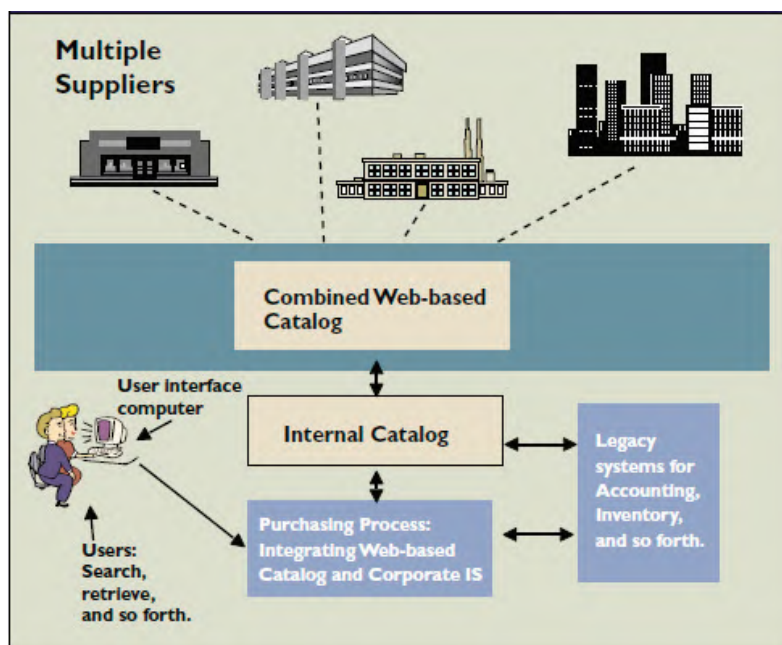 Multiple
Suppliers
Combined Web-based
Catalog
User interface
computer
Internal Catalog
Legacy
systems for
Accounting,
Inventory,
and so forth.
Purchasing Process:
Integrating Web-based
Catalog and Corporate IS
Users:
Search,
retrieve,
and so forth.